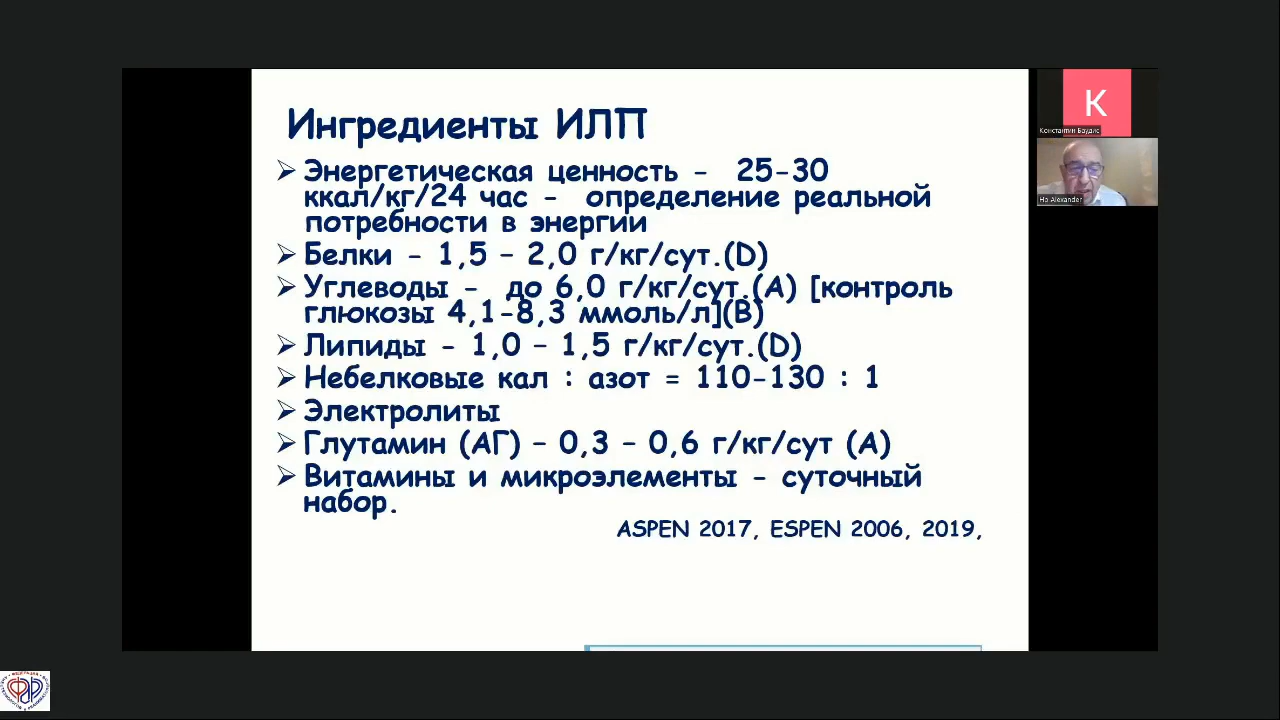 Ингредиенты ИЛП
➢ Энергетическая ценность - 25-30
ккал/кг/24 час - определение реальной
потребности в энергии
➢ Белки - 1,5 – 2,0 г/кг/сут.(D)
➢ Углеводы - до 6,0 г/кг/сут.(A) [контроль
глюкозы 4,1-8,3 ммоль/л](B)
➢ Липиды - 1,0 – 1,5 г/кг/сут.(D)
➢ Небелковые кал : азот = 110-130 : 1
➢ Электролиты
➢ Глутамин (АГ) – 0,3 – 0,6 г/кг/сут (A)
➢ Витамины и микроэлементы - суточный
набор.
ASPEN 2017, ESPEN 2006, 2019,
K
Константин Баудис
Alexander